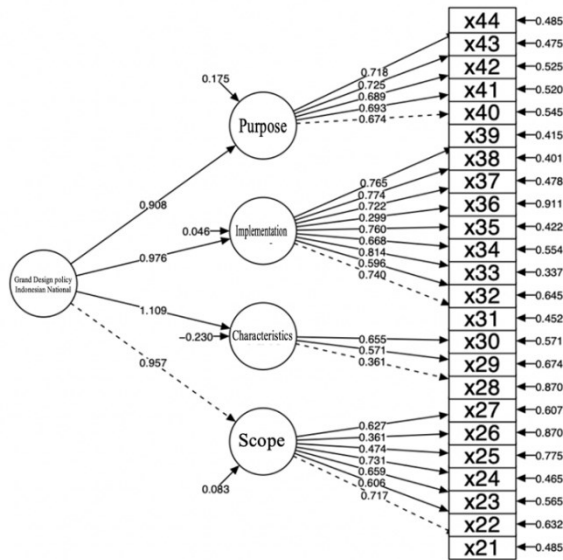 x44
0.485
x43
0.475
x42
0.525
x41
0.520
x40
0.545
x39
0.415
x38
0.401
x37
0.478
x36
0.911
x35
0.422
x34
0.554
x33
0.337
x32
0.645
x31
0.452
x30
0.571
x29
0.674
x28
0.870
x27
0.607
x26
0.870
x25
0.775
x24
0.465
x23
0.565
x22
0.632
x21
0.485
0.175
Purpose
0.718
0.725
0.689
0.693
0.674
0.908
0.046
Implementation
0.765
0.774
0.722
0.299
0.760
0.668
0.814
0.596
0.740
0.976
Grand Design policy
Indonesian National
1.109
-0.230
Characteristics
0.655
0.571
0.361
0.957
Scope
0.083
0.627
0.361
0.474
0.731
0.659
0.606
0.717